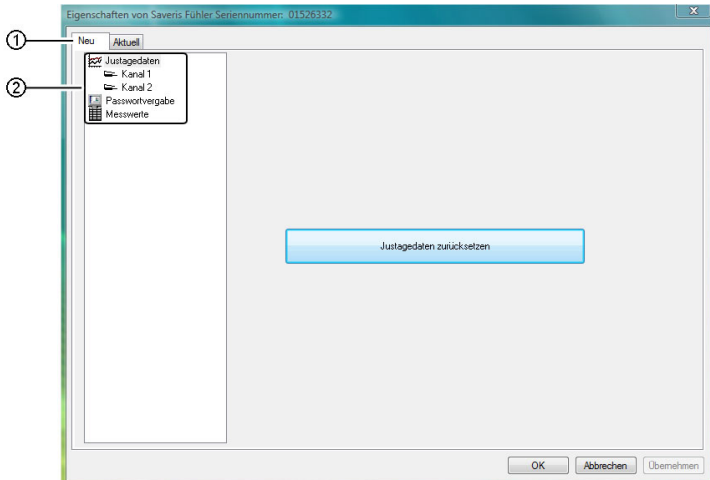 Eigenschaften von Saveris Fühler Seriennummer: 01526332
x
1
Neu Aktuell
Justagedaten
Kanal 1
2
Kanal 2
Passwortvergabe
Messwerte
Justagedaten zurücksetzen
OK Abbrechen Übernehmen